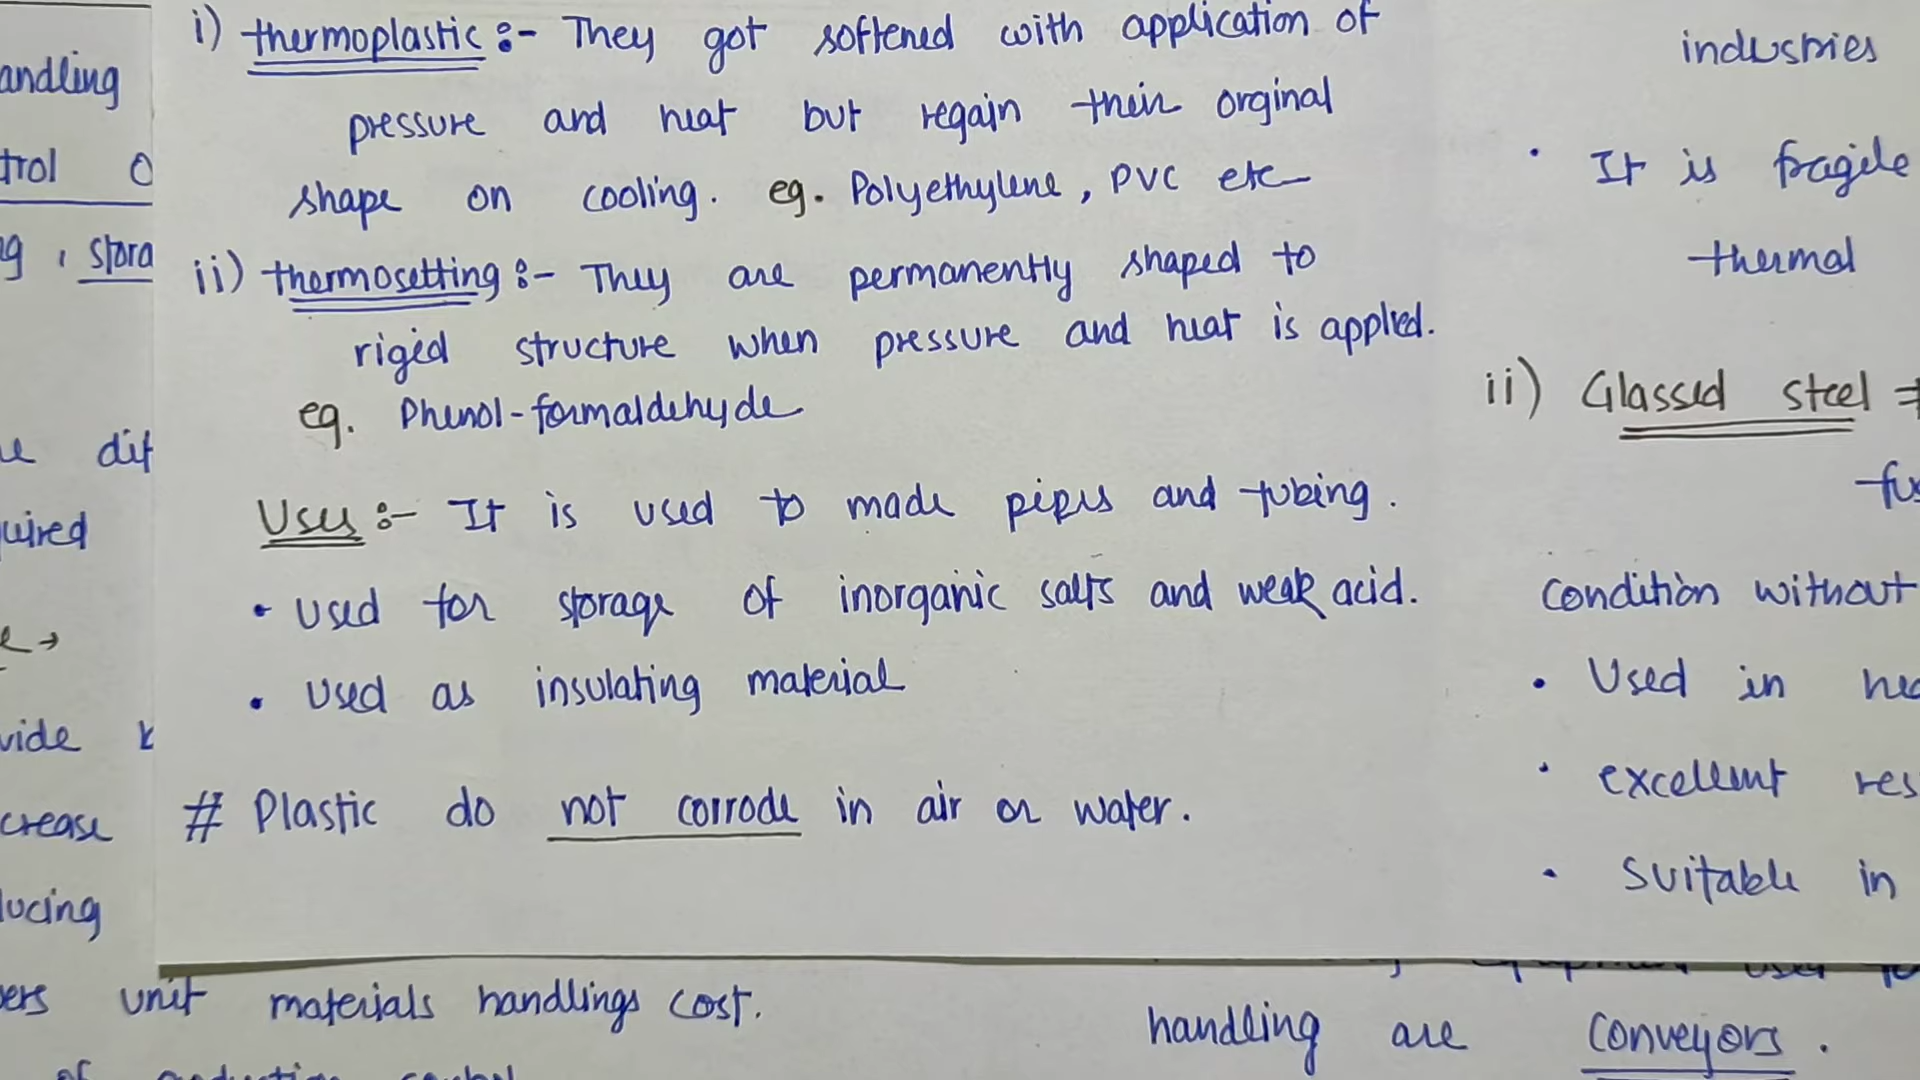 i) thermoplastic :- They got softened with application of
pressure and heat but regain their orginal
shape on cooling. eg. Polyethylene, PVC etc
ii) thermosetting :- They are permanently shaped to
rigid structure when pressure and heat is applied.
eg. Phenol-formaldehyde
Uses :- It is used to made pipes and tubing.
• used for storage of inorganic salts and weak acid.
• used as insulating material
# Plastic do not corrode in air or water.
industries
• It is fragile
thermal
ii) Glassed steel
condition without
• Used in
• excellent res
• suitable in
andling
trol
stora
dif
uired
vide
crease
ducing
ers unit materials handlings cost.
of
handling are conveyors.